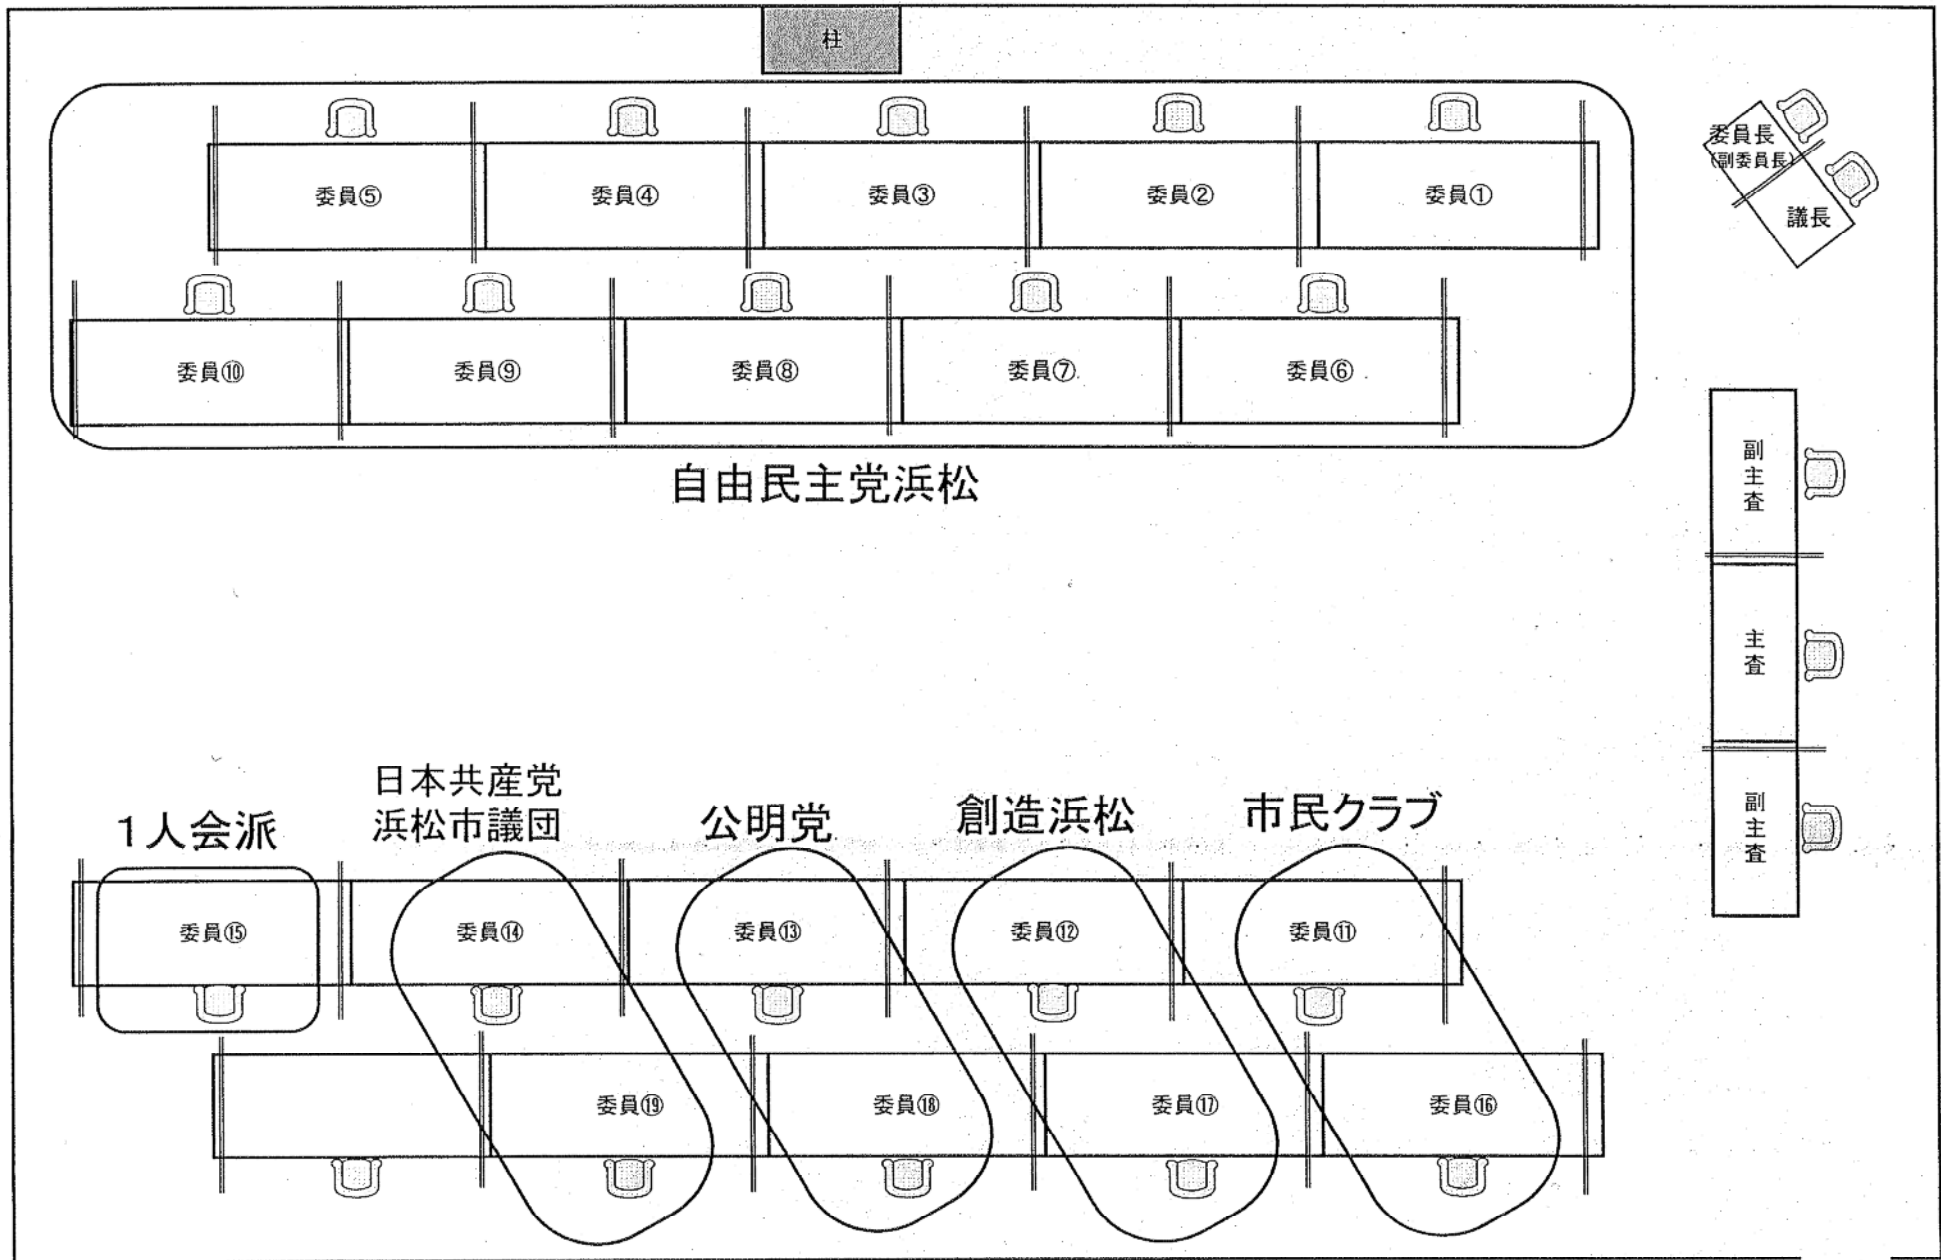 柱
委員⑤
委員④
委員③
委員②
委員①
委員長
(副委員長)
議長
委員⑩
委員⑨
委員⑧
委員⑦
委員⑥
自由民主党浜松
副主査
主査
副主査
1人会派
日本共産党
浜松市議団
公明党
創造浜松
市民クラブ
委員⑮
委員⑭
委員⑬
委員⑫
委員⑪
委員⑲
委員⑱
委員⑰
委員⑯